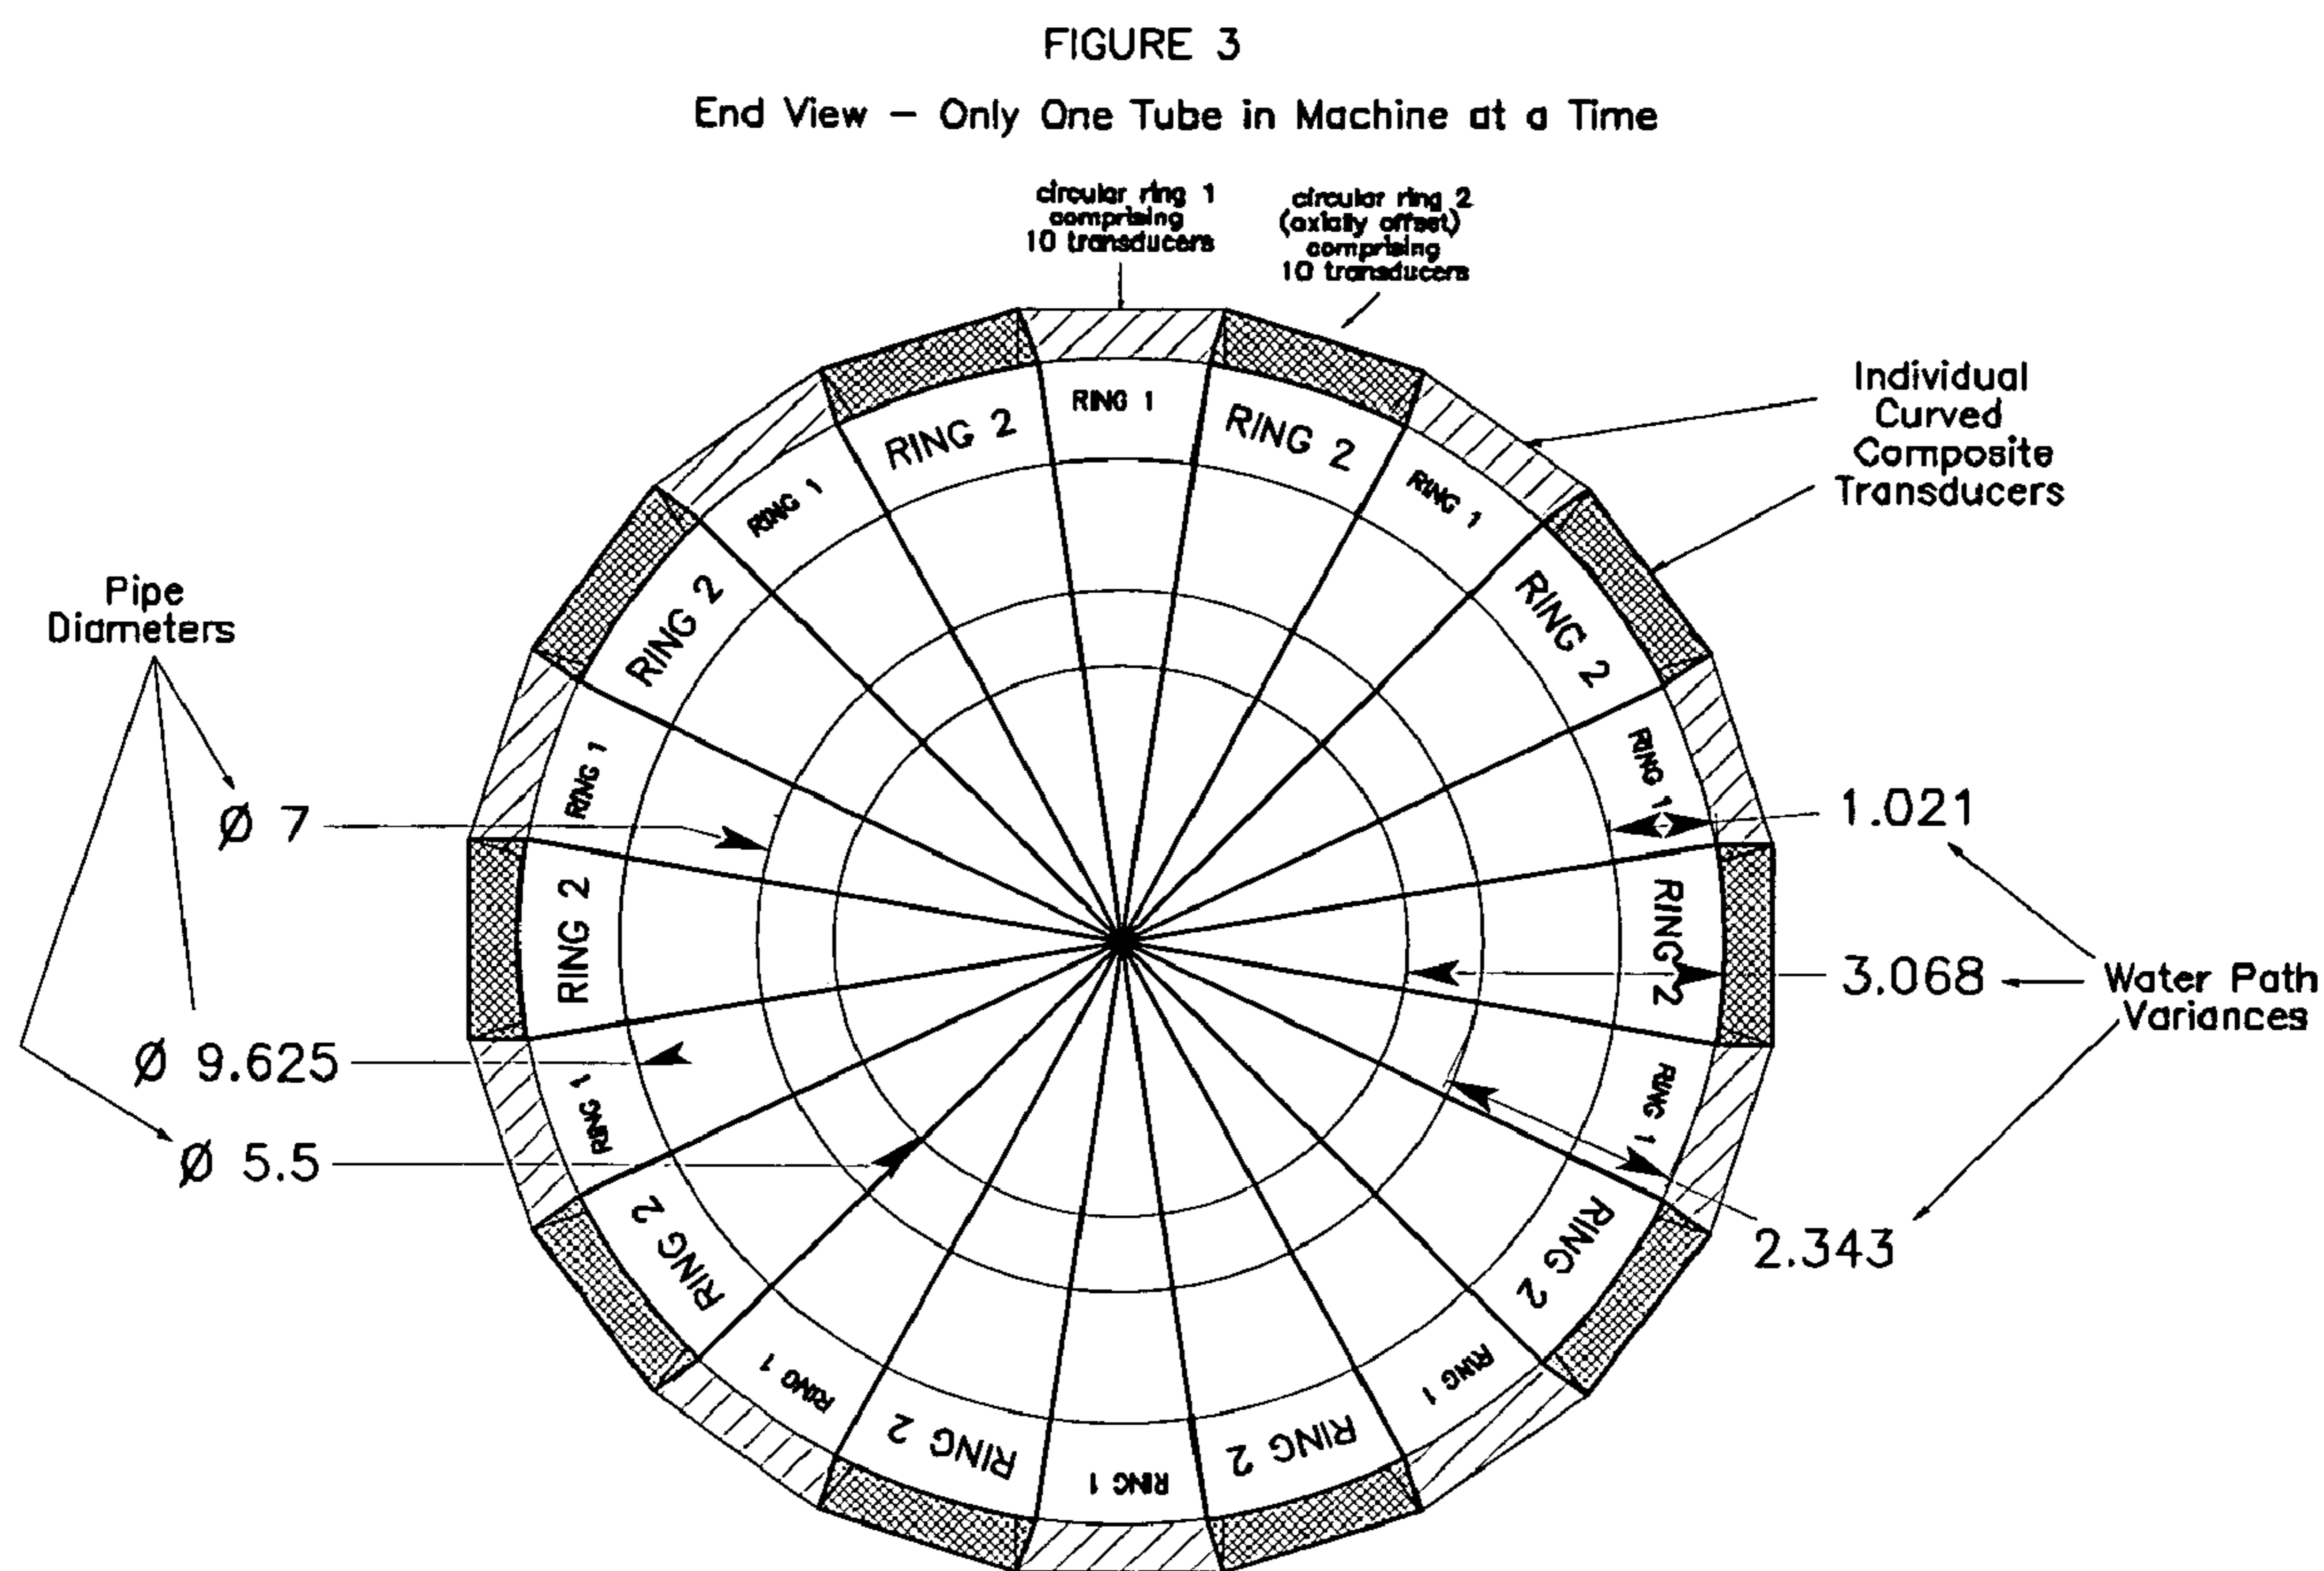 FIGURE 3
End View – Only One Tube in Machine at a Time
circular ring 1
comprising
10 transducers
circular ring 2
(axially offset)
comprising
10 transducers
Individual
Curved
Composite
Transducers
Pipe
Diameters
RING 1
RING 2
RING 1
RING 2
RING 1
RING 2
RING 1
RING 2
RING 1
RING 2
RING 1
RING 2
RING 1
RING 2
RING 1
RING 2
RING 1
RING 2
RING 1
RING 2
Ø 7
Ø 9.625
Ø 5.5
1.021
3.068
2.343
Water Path
Variances